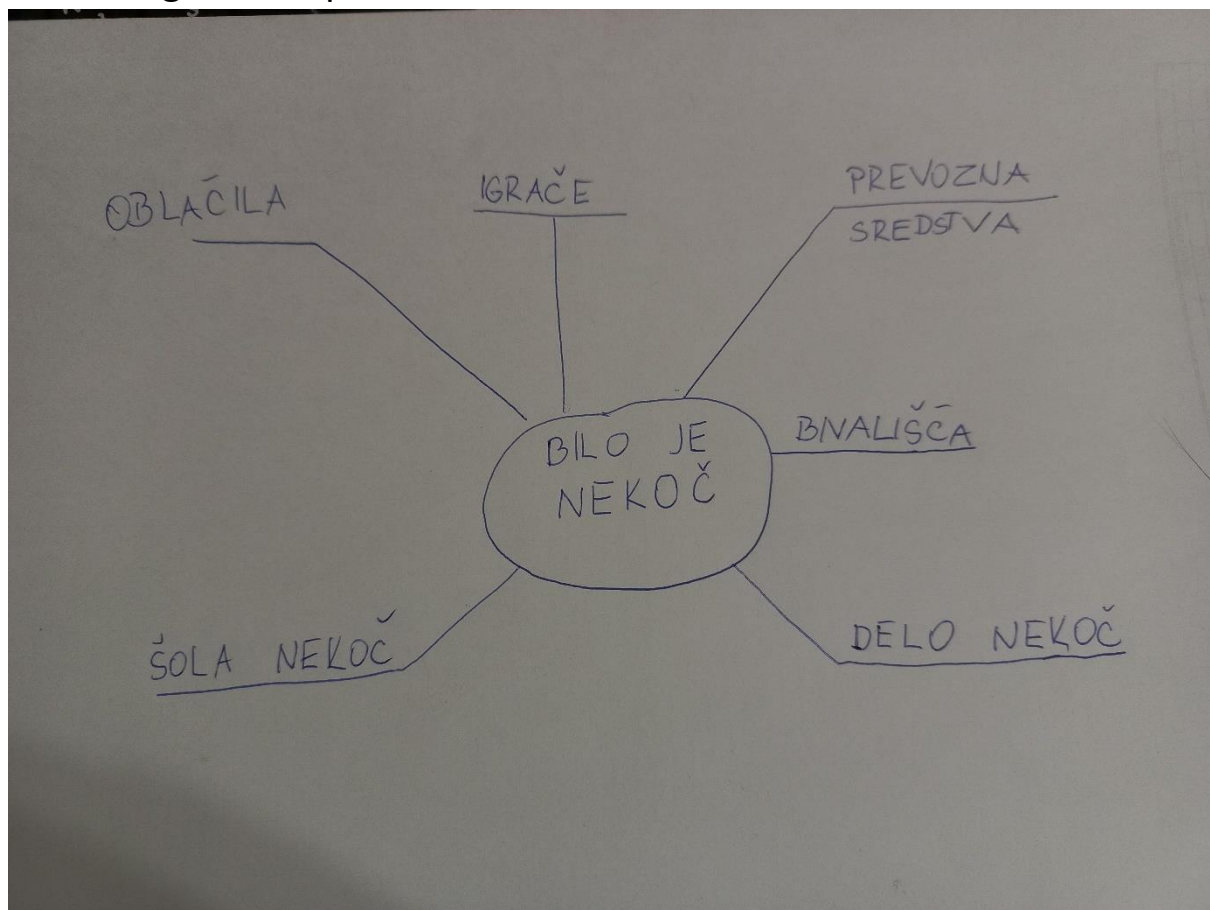 OBLAČILA
IGRAČE
PREVOZNA
SREDSTVA
BILO JE
NEKOČ
BIVALIŠČA
ŠOLA NEKOČ
DELO NEKOČ